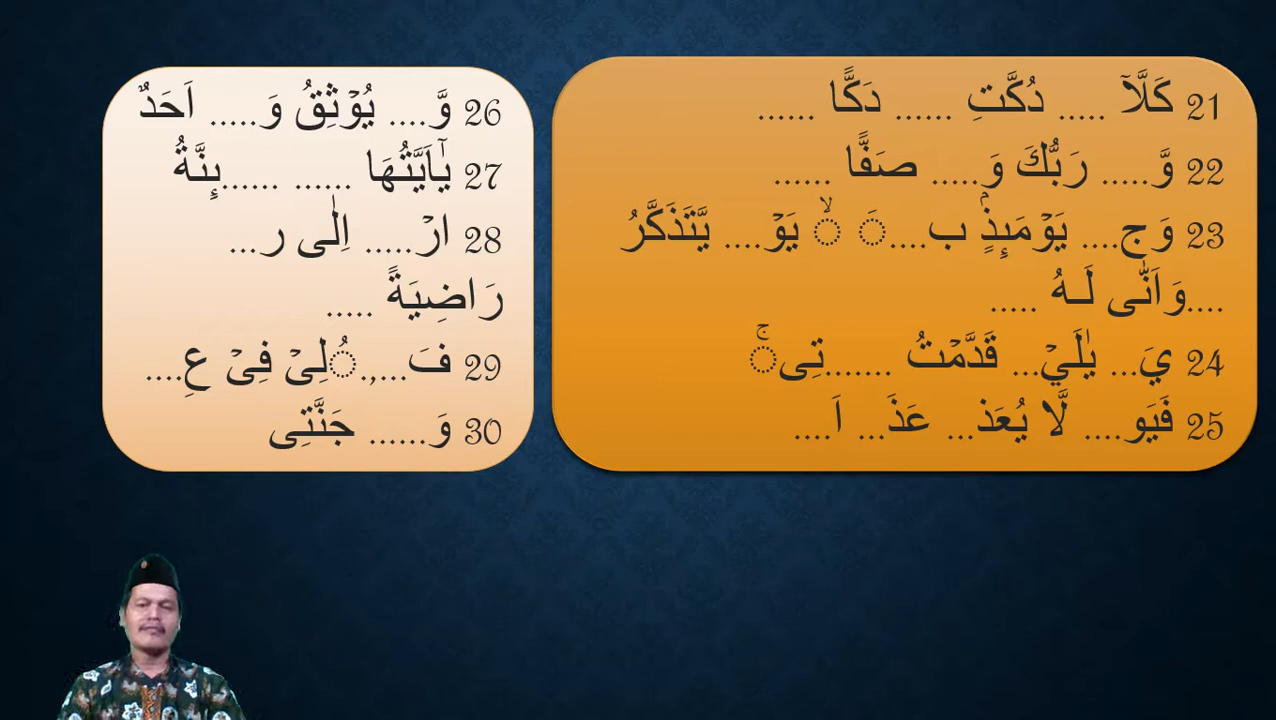 21 كَلَّآ ..... دُكَّتِ ...... دَكًّا ......
22 وَّ..... رَبُّكَ وَ..... صَفًّا ......
23 وَج.... يَوْمَىِٕذٍۢ ب....◌َ ◌ۙ يَوْ.... يَّتَذَكَّرُ
....وَاَنّٰى لَـهُ .....
24 يَ... يٰلَيْ... قَدَّمْتُ .......تِى◌ۚ
25 فَيَو.... لَّا يُعَذ... عَذَ... اَ....
26 وَّ.... يُوْثِقُ وَ..... اَحَدٌ
27 يٰٓاَيَّتُهَا ...... ......ىِٕنَّةُ
28 ارْ..... اِلٰى ر...
رَاضِيَةً .....
29 فَ...,.◌ُلِىْ فِىْ عِ....
30 وَ...... جَنَّتِى